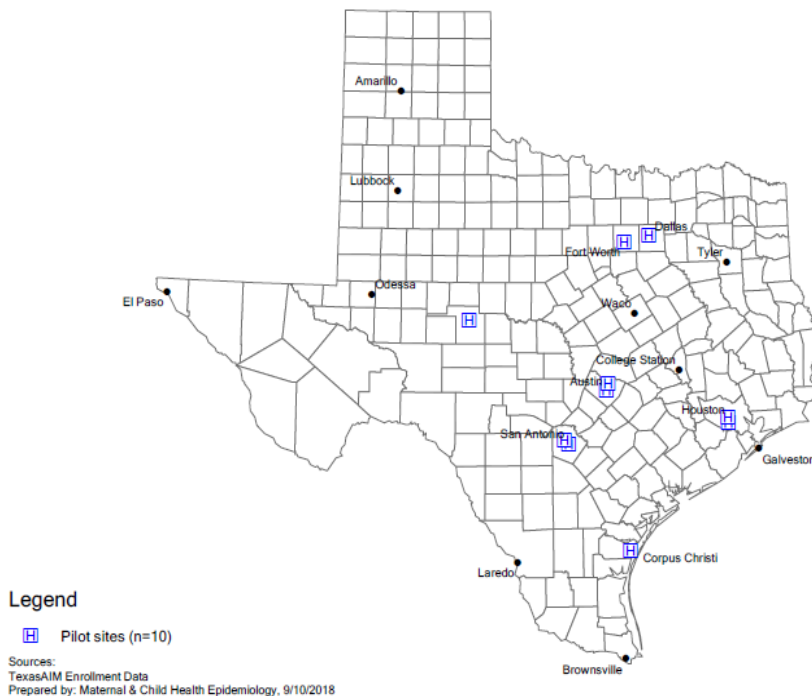 Amarillo
Lubbock
Dallas
H
H
Fort Worth
Tyler
El Paso
Odessa
Waco
H
College Station
Austin
H
H
Houston
H
H
San Antonio
H
H
Galveston
H
Corpus Christi
Laredo
Legend
H Pilot sites (n=10)
Brownsville
Sources:
TexasAIM Enrollment Data
Prepared by: Maternal & Child Health Epidemiology, 9/10/2018